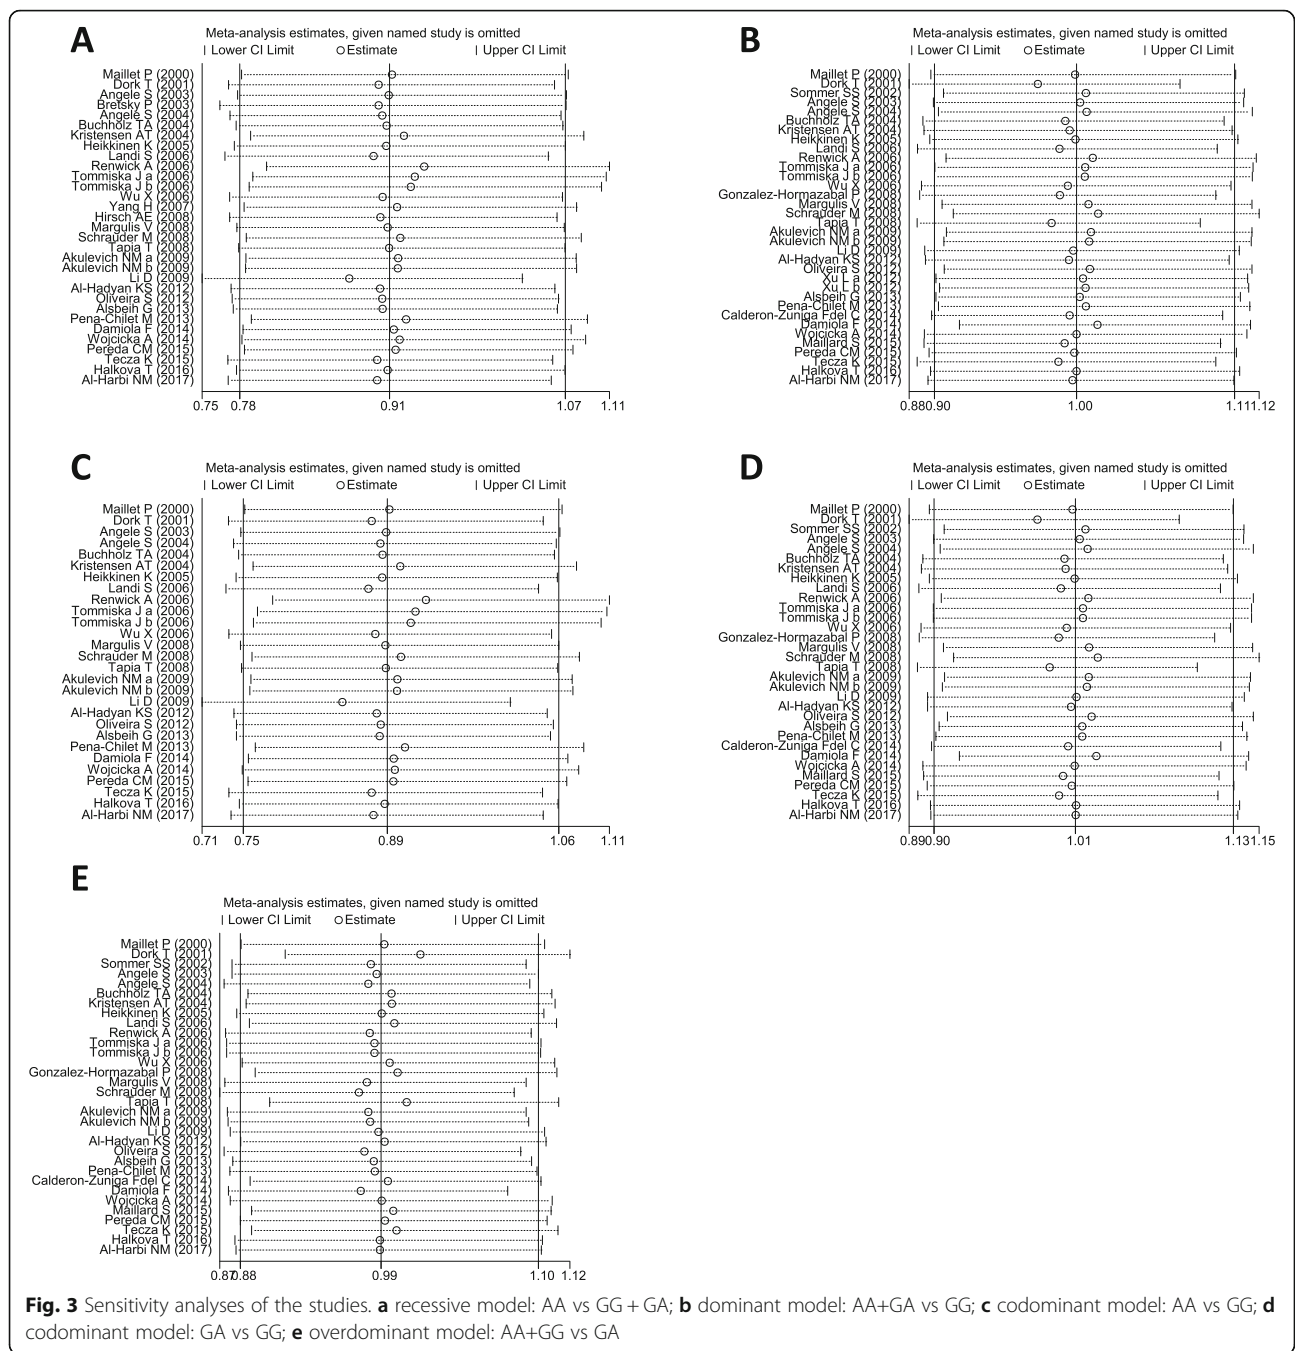 A
Meta-analysis estimates, given named study is omitted
Lower CI Limit Estimate Upper CI Limit
Maillet P (2000)
Dork T (2001)
Angele S (2003)
Bretsky P (2003)
Angele S (2004)
Buchholz TA (2004)
Kristensen AT (2004)
Heikkinen K (2005)
Landi S (2006)
Renwick A (2006)
Tommiska J a (2006)
Tommiska J b (2006)
Wu X (2006)
Yang H (2007)
Hirsch AE (2008)
Margulis V (2008)
Schrauder M (2008)
Tapia T (2008)
Akulevich NM a (2009)
Akulevich NM b (2009)
Li D (2009)
Al-Hadyan KS (2012)
Oliveira S (2012)
Alsbeih G (2013)
Pena-Chilet M (2013)
Damiola F (2014)
Wojcicka A (2014)
Pereda CM (2015)
Tecza K (2015)
Halkova T (2016)
Al-Harbi NM (2017)
0.75 0.78 0.91 1.07 1.11
B
Meta-analysis estimates, given named study is omitted
Lower CI Limit Estimate Upper CI Limit
Maillet P (2000)
Dork T (2001)
Sommer SS (2002)
Angele S (2003)
Angele S (2004)
Buchholz TA (2004)
Kristensen AT (2004)
Heikkinen K (2005)
Landi S (2006)
Renwick A (2006)
Tommiska J a (2006)
Tommiska J b (2006)
Wu X (2006)
Gonzalez-Hormazabal P (2008)
Margulis V (2008)
Schrauder M (2008)
Tapia T (2008)
Akulevich NM a (2009)
Akulevich NM b (2009)
Li D (2009)
Al-Hadyan KS (2012)
Oliveira S (2012)
Xu L a (2012)
Xu L b (2012)
Alsbeih G (2013)
Pena-Chilet M (2013)
Calderon-Zuniga Fdel C (2014)
Damiola F (2014)
Wojcicka A (2014)
Maillard S (2015)
Pereda CM (2015)
Tecza K (2015)
Halkova T (2016)
Al-Harbi NM (2017)
0.880.90 1.00 1.111.12
C
Meta-analysis estimates, given named study is omitted
Lower CI Limit Estimate Upper CI Limit
Maillet P (2000)
Dork T (2001)
Angele S (2003)
Angele S (2004)
Buchholz TA (2004)
Kristensen AT (2004)
Heikkinen K (2005)
Landi S (2006)
Renwick A (2006)
Tommiska J a (2006)
Tommiska J b (2006)
Wu X (2006)
Margulis V (2008)
Schrauder M (2008)
Tapia T (2008)
Akulevich NM a (2009)
Akulevich NM b (2009)
Li D (2009)
Al-Hadyan KS (2012)
Oliveira S (2012)
Alsbeih G (2013)
Pena-Chilet M (2013)
Damiola F (2014)
Wojcicka A (2014)
Pereda CM (2015)
Tecza K (2015)
Halkova T (2016)
Al-Harbi NM (2017)
0.71 0.75 0.89 1.06 1.11
D
Meta-analysis estimates, given named study is omitted
Lower CI Limit Estimate Upper CI Limit
Maillet P (2000)
Dork T (2001)
Sommer SS (2002)
Angele S (2003)
Angele S (2004)
Buchholz TA (2004)
Kristensen AT (2004)
Heikkinen K (2005)
Landi S (2006)
Renwick A (2006)
Tommiska J a (2006)
Tommiska J b (2006)
Wu X (2006)
Gonzalez-Hormazabal P (2008)
Margulis V (2008)
Schrauder M (2008)
Tapia T (2008)
Akulevich NM a (2009)
Akulevich NM b (2009)
Li D (2009)
Al-Hadyan KS (2012)
Oliveira S (2012)
Alsbeih G (2013)
Pena-Chilet M (2013)
Calderon-Zuniga Fdel C (2014)
Damiola F (2014)
Wojcicka A (2014)
Maillard S (2015)
Pereda CM (2015)
Tecza K (2015)
Halkova T (2016)
Al-Harbi NM (2017)
0.890.90 1.01 1.131.15
E
Meta-analysis estimates, given named study is omitted
Lower CI Limit Estimate Upper CI Limit
Maillet P (2000)
Dork T (2001)
Sommer SS (2002)
Angele S (2003)
Angele S (2004)
Buchholz TA (2004)
Kristensen AT (2004)
Heikkinen K (2005)
Landi S (2006)
Renwick A (2006)
Tommiska J a (2006)
Tommiska J b (2006)
Wu X (2006)
Gonzalez-Hormazabal P (2008)
Margulis V (2008)
Schrauder M (2008)
Tapia T (2008)
Akulevich NM a (2009)
Akulevich NM b (2009)
Li D (2009)
Al-Hadyan KS (2012)
Oliveira S (2012)
Alsbeih G (2013)
Pena-Chilet M (2013)
Calderon-Zuniga Fdel C (2014)
Damiola F (2014)
Wojcicka A (2014)
Maillard S (2015)
Pereda CM (2015)
Tecza K (2015)
Halkova T (2016)
Al-Harbi NM (2017)
0.870.88 0.99 1.10 1.12
Fig. 3 Sensitivity analyses of the studies. a recessive model: AA vs GG + GA; b dominant model: AA+GA vs GG; c codominant model: AA vs GG; d
codominant model: GA vs GG; e overdominant model: AA+GG vs GA